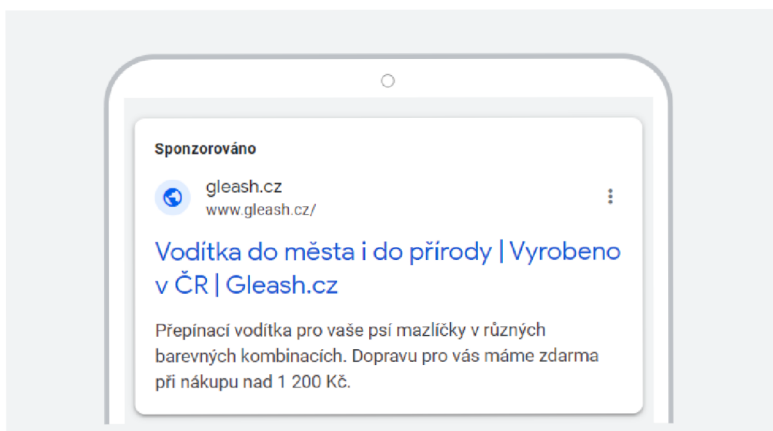 Sponzorováno
gleash.cz
www.gleash.cz/
Vodítka do města i do přírody | Vyrobeno
v ČR | Gleash.cz
Přepínací vodítka pro vaše psí mazlíčky v různých
barevných kombinacích. Dopravu pro vás máme zdarma
při nákupu nad 1 200 Kč.